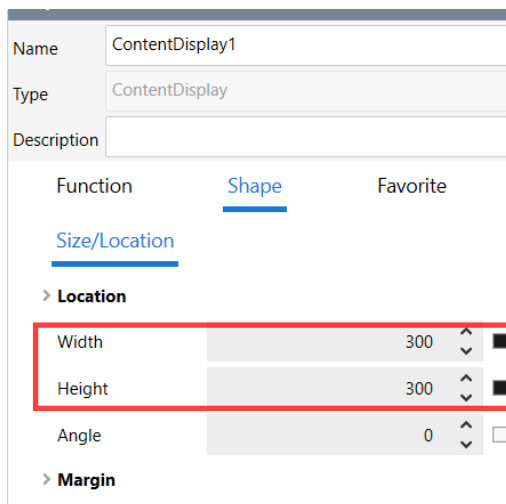 Name ContentDisplay1
Type ContentDisplay
Description
Function Shape Favorite
Size/Location
Location
Width 300
Height 300
Angle 0
Margin